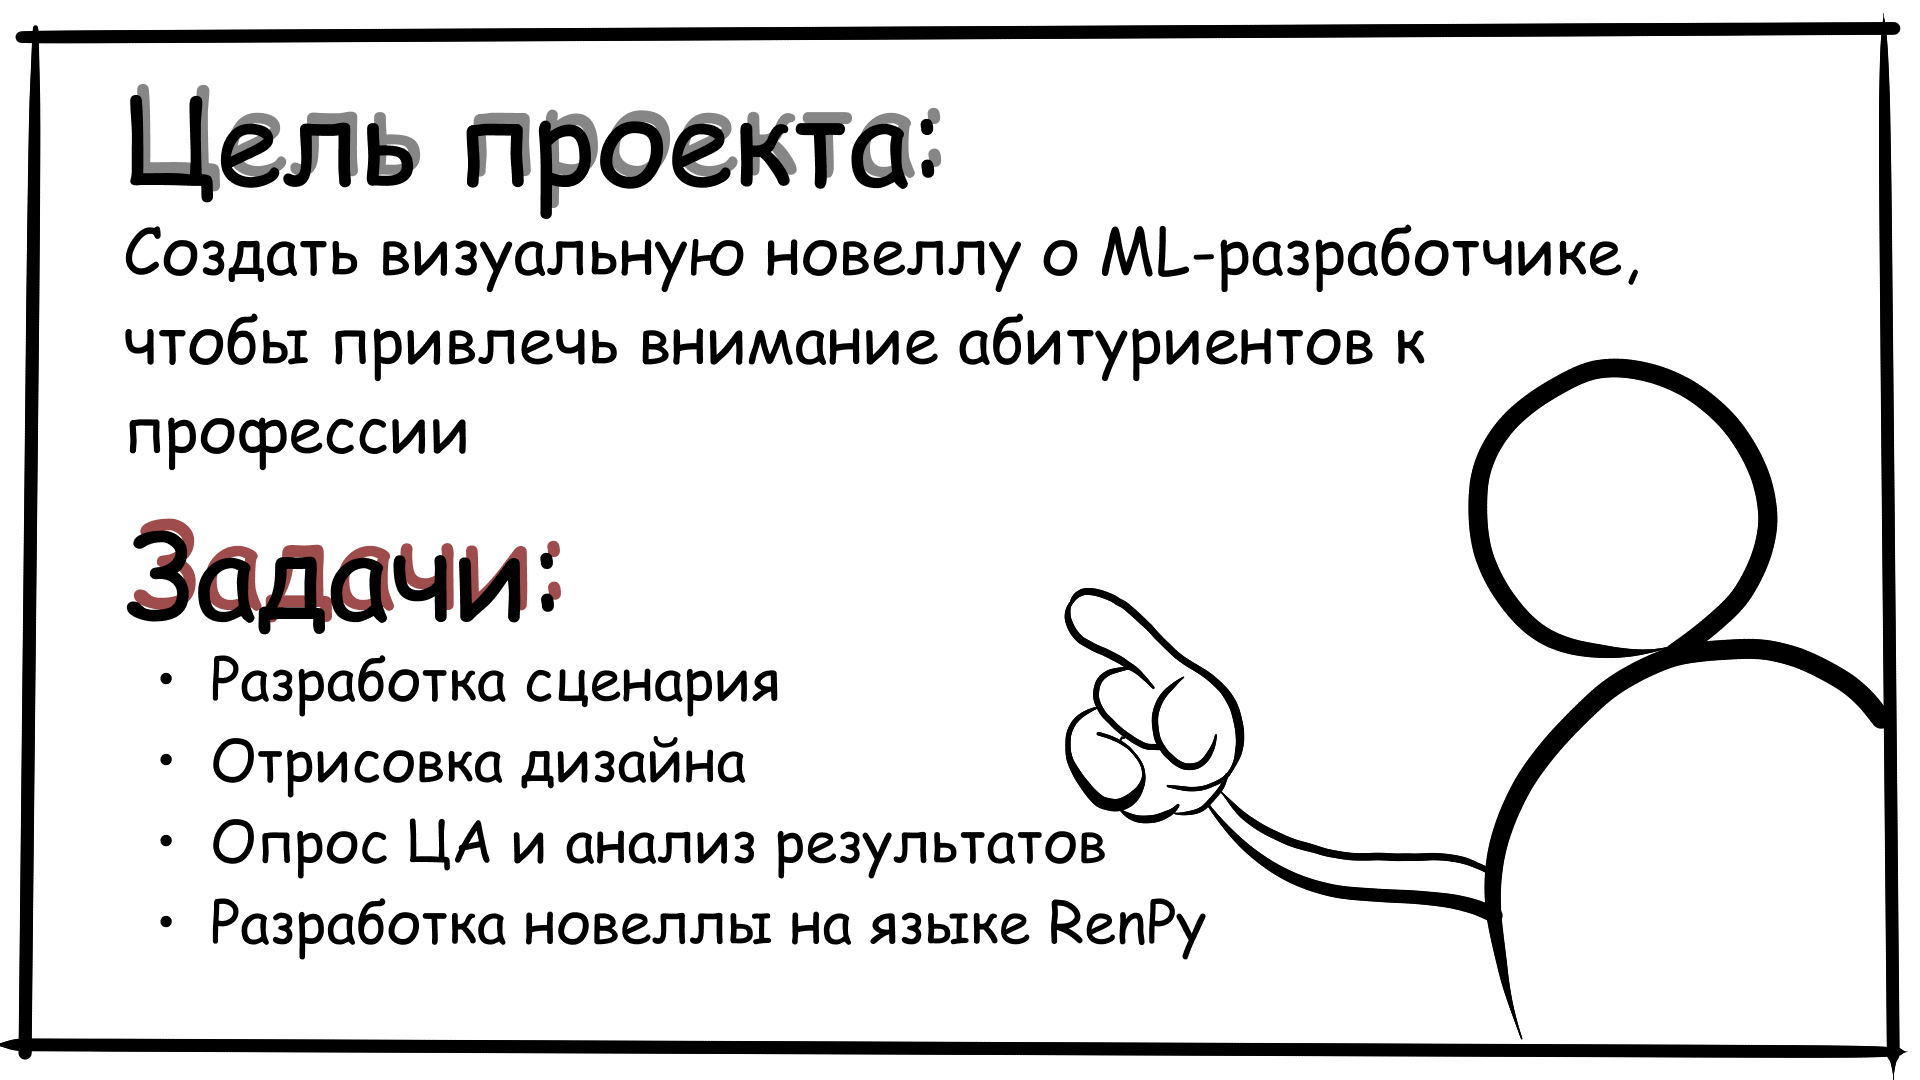 Цель проекта:
Создать визуальную новеллу о ML-разработчике,
чтобы привлечь внимание абитуриентов к
профессии
Задачи:
• Разработка сценария
• Отрисовка дизайна
• Опрос ЦА и анализ результатов
• Разработка новеллы на языке RenPy